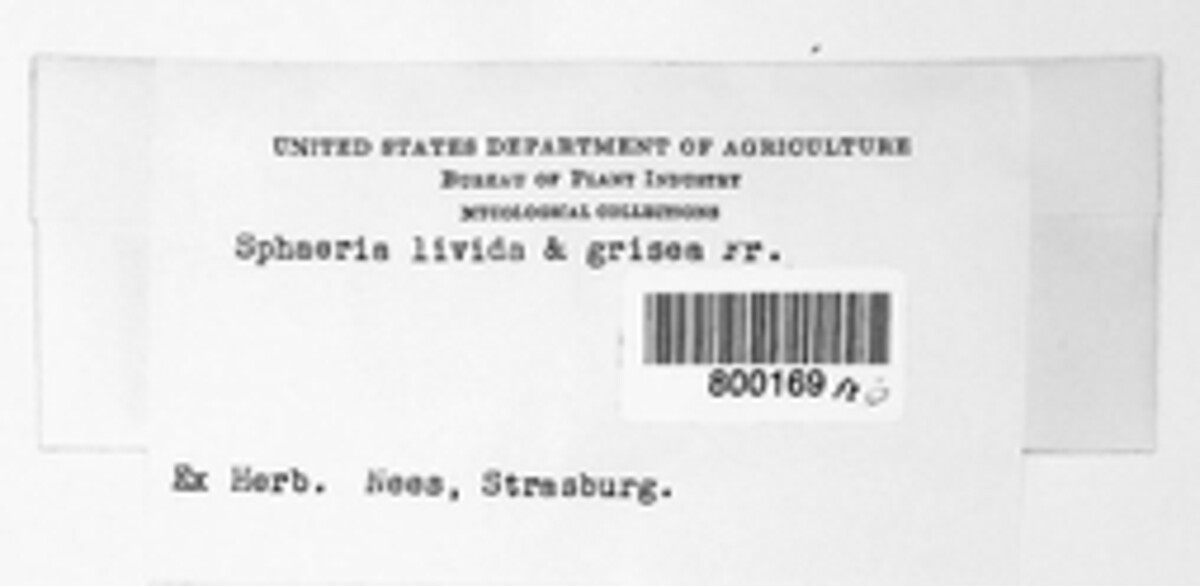 UNITED STATES DEPARTMENT OF AGRICULTURE
BUREAU OF PLANT INDUSTRY
MYCOLOGICAL COLLECTIONS
Sphaeria livida & grisea Fr.
800169
Ex Herb. Nees, Strasburg.